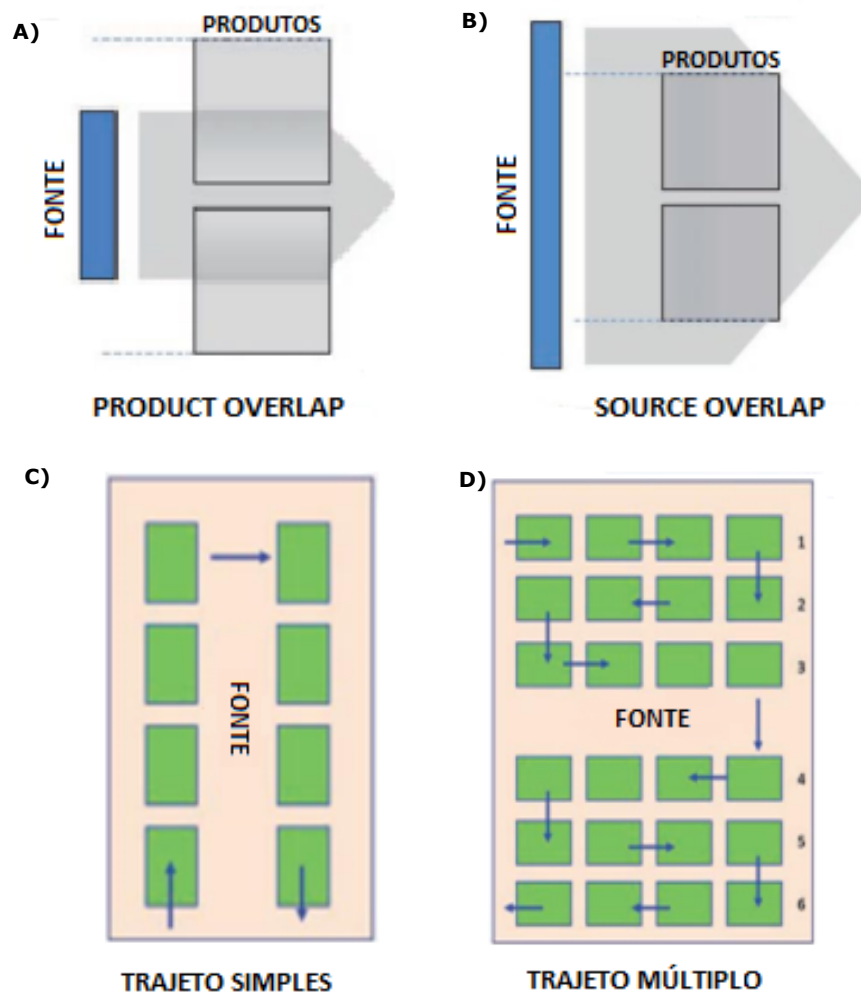 A)
PRODUTOS
FONTE
PRODUCT OVERLAP
B)
PRODUTOS
FONTE
SOURCE OVERLAP
C)
FONTE
TRAJETO SIMPLES
D)
1
2
3
FONTE
4
5
6
TRAJETO MÚLTIPLO